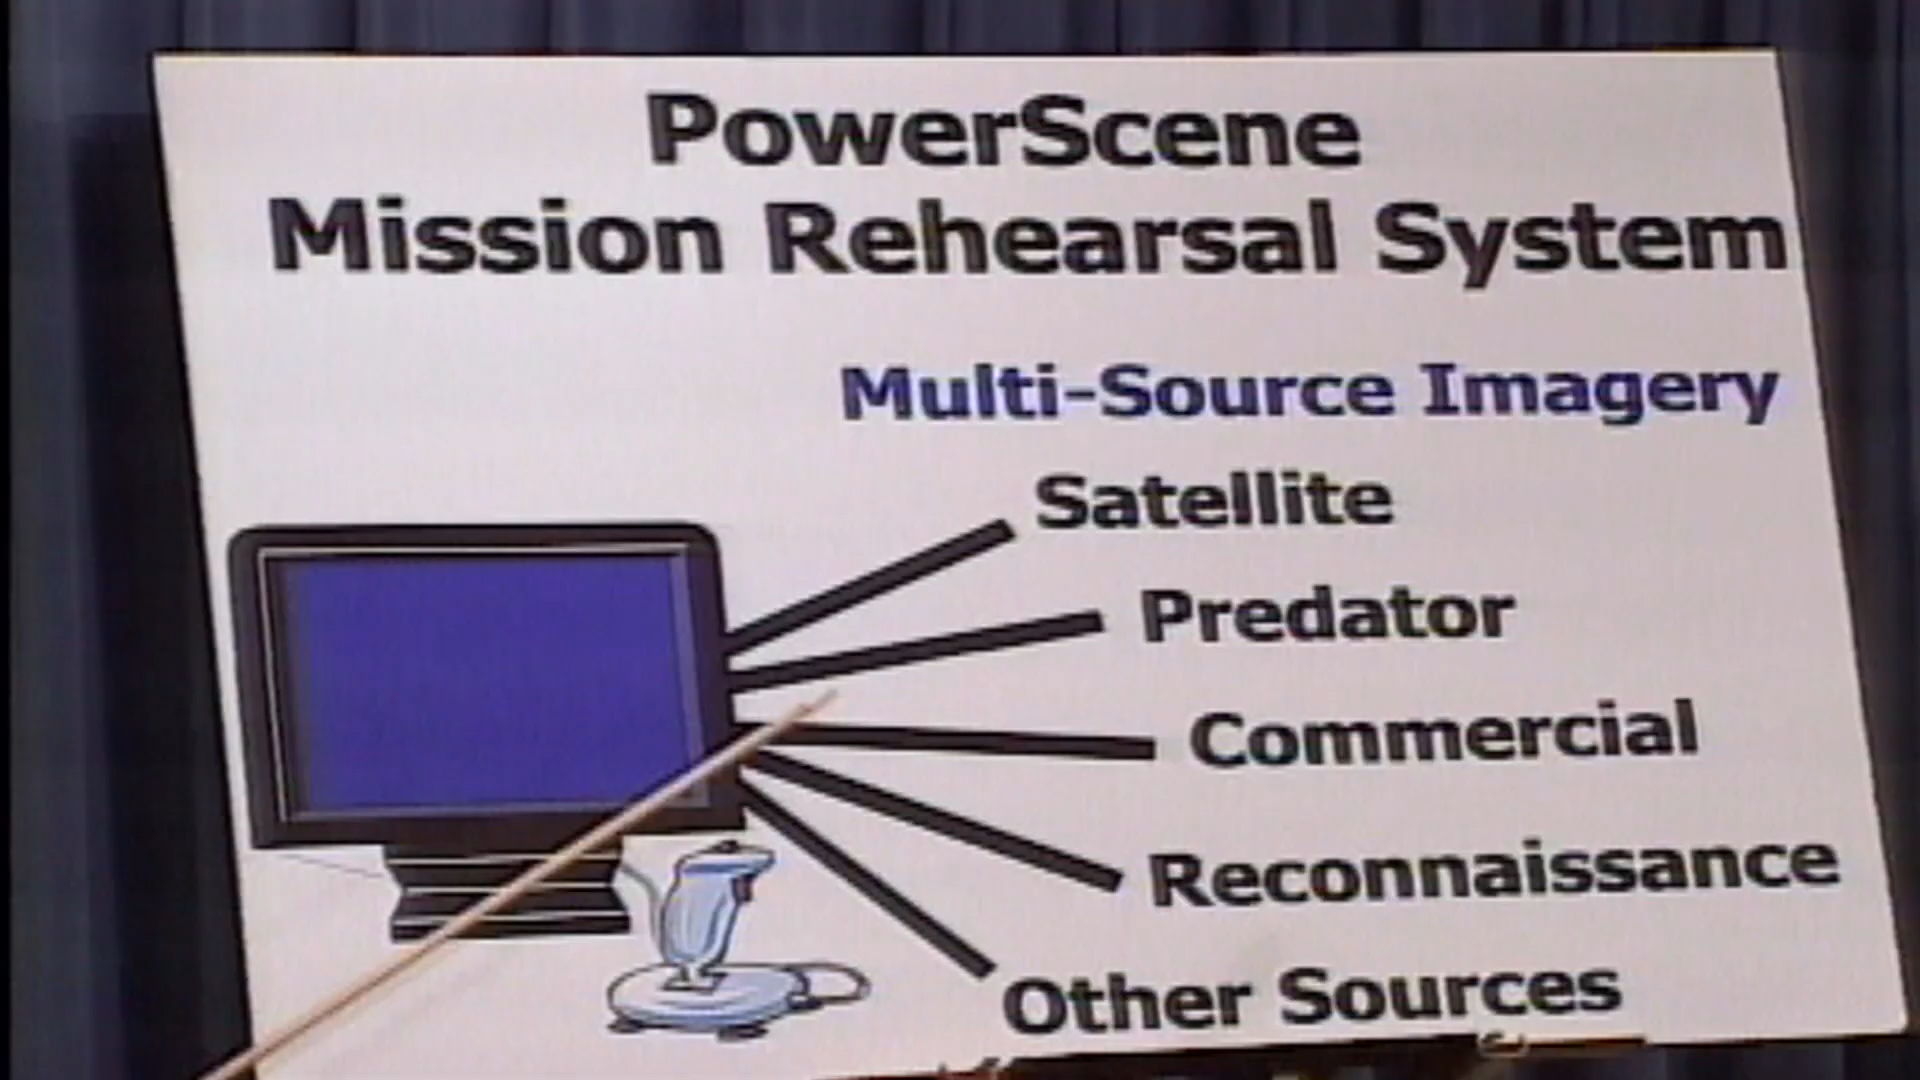 PowerScene
Mission Rehearsal System
Multi-Source Imagery
Satellite
Predator
Commercial
Reconnaissance
Other Sources